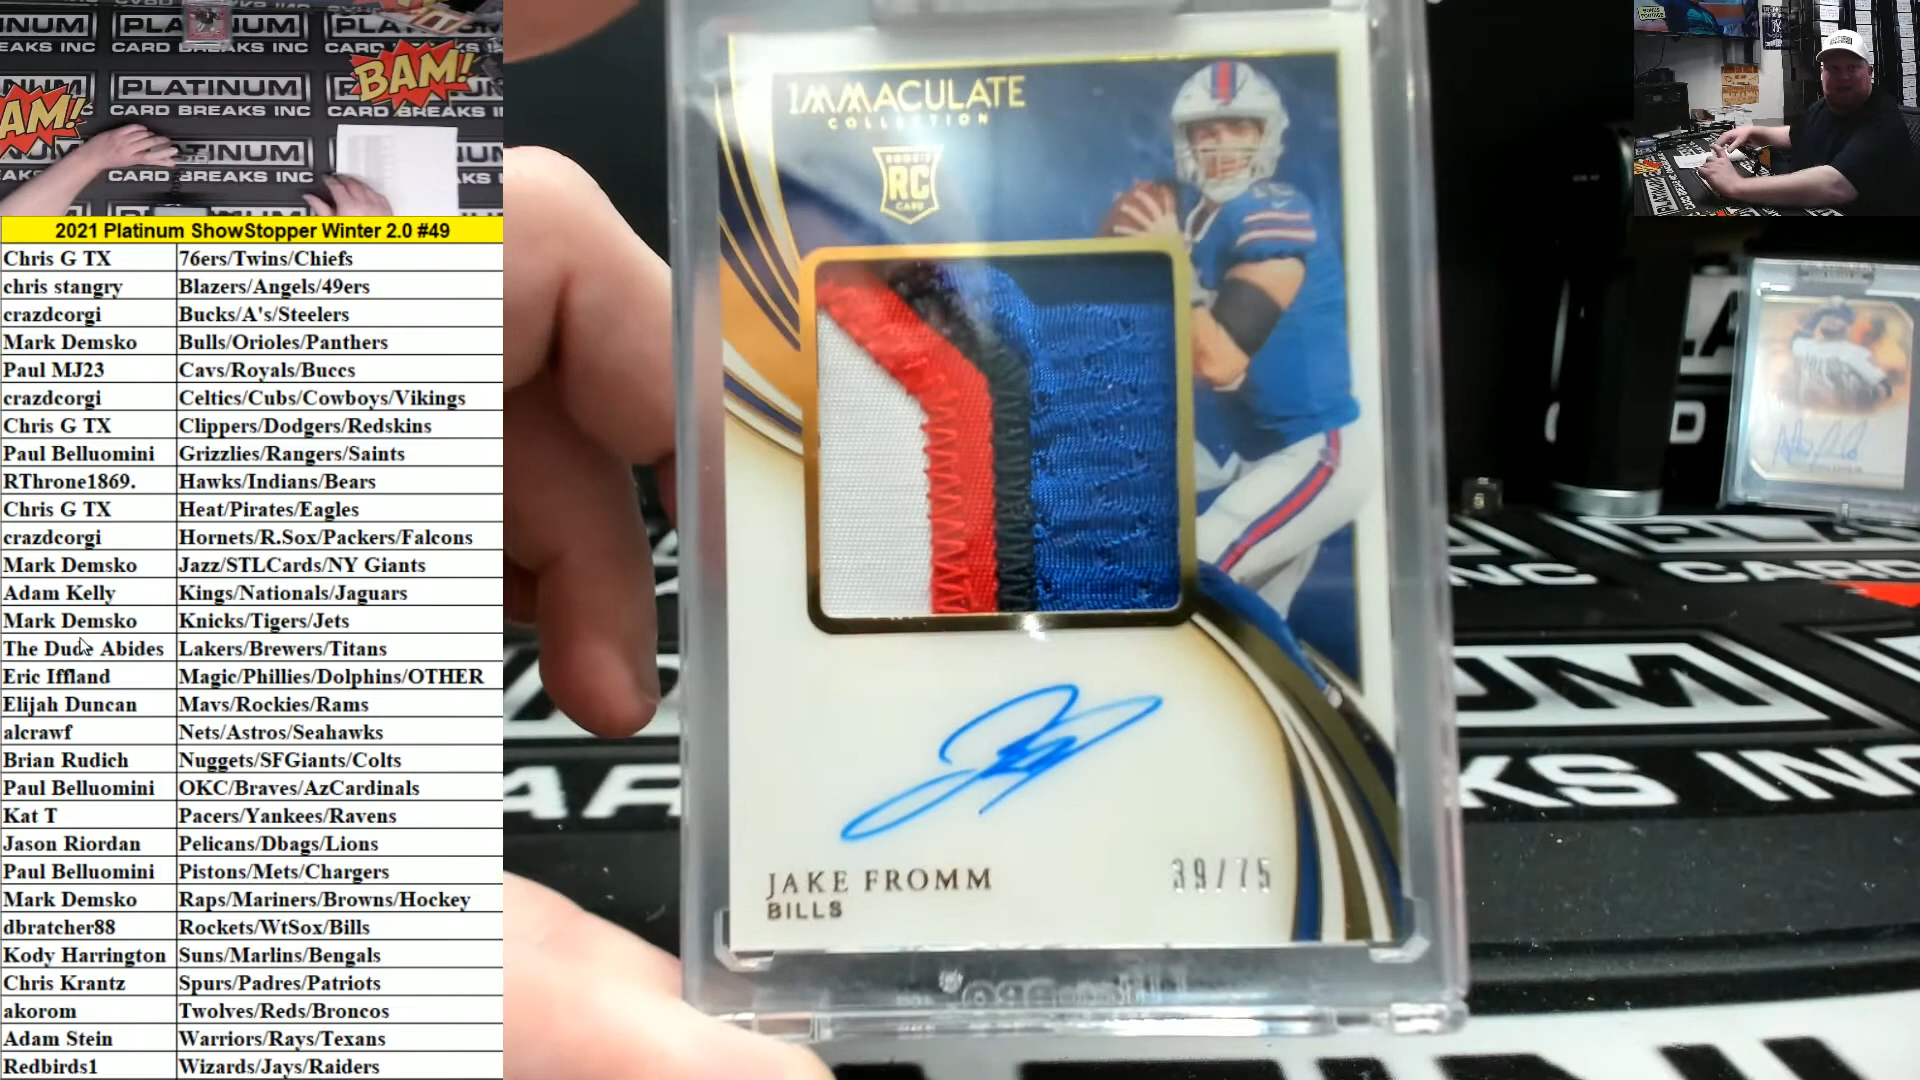 PLATINUM
CARD BREAKS INC
BAM!
2021 Platinum ShowStopper Winter 2.0 #49
Chris G TX 76ers/Twins/Chiefs
chris stangry Blazers/Angels/49ers
crazdcorgi Bucks/A's/Steelers
Mark Demsko Bulls/Orioles/Panthers
Paul MJ23 Cavs/Royals/Buccs
crazdcorgi Celtics/Cubs/Cowboys/Vikings
Chris G TX Clippers/Dodgers/Redskins
Paul Belluomini Grizzlies/Rangers/Saints
RThrone1869. Hawks/Indians/Bears
Chris G TX Heat/Pirates/Eagles
crazdcorgi Hornets/R.Sox/Packers/Falcons
Mark Demsko Jazz/STLCards/NY Giants
Adam Kelly Kings/Nationals/Jaguars
Mark Demsko Knicks/Tigers/Jets
The Dude Abides Lakers/Brewers/Titans
Eric Iffland Magic/Phillies/Dolphins/OTHER
Elijah Duncan Mavs/Rockies/Rams
alcrawf Nets/Astros/Seahawks
Brian Rudich Nuggets/SFGiants/Colts
Paul Belluomini OKC/Braves/AzCardinals
Kat T Pacers/Yankees/Ravens
Jason Riordan Pelicans/Dbags/Lions
Paul Belluomini Pistons/Mets/Chargers
Mark Demsko Raps/Mariners/Browns/Hockey
dbratcher88 Rockets/WtSox/Bills
Kody Harrington Suns/Marlins/Bengals
Chris Krantz Spurs/Padres/Patriots
akorom Twolves/Reds/Broncos
Adam Stein Warriors/Rays/Texans
Redbirds1 Wizards/Jays/Raiders
IMMACULATE
COLLECTION
ROOKIE
RC
CARD
JAKE FROMM
BILLS
39/75